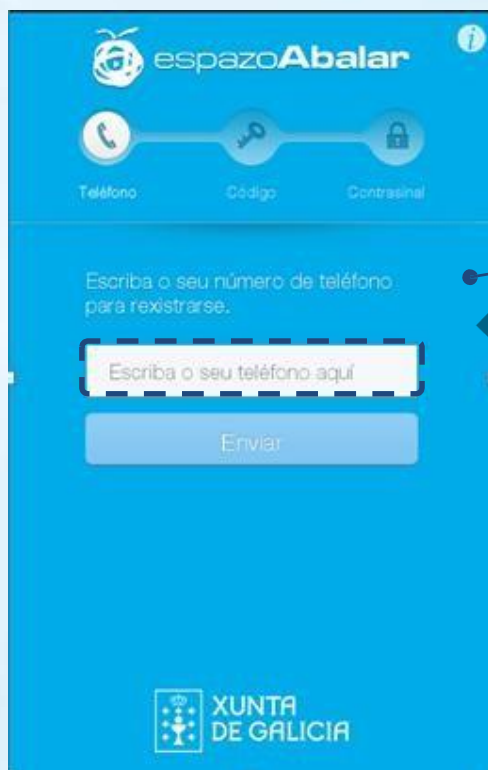 espazoAbalar
Teléfono Código Contrasinal
Escriba o seu número de teléfono
para rexistrarse.
Escriba o seu teléfono aquí
Enviar
XUNTA
DE GALICIA